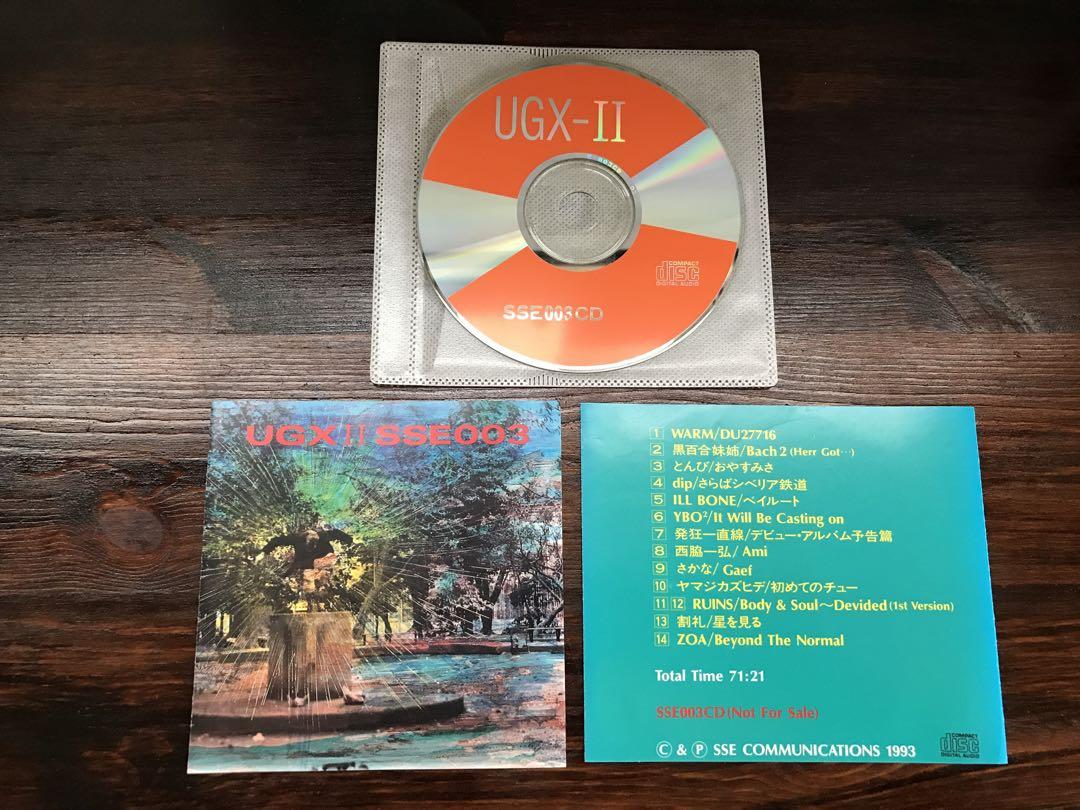 UGX-II
COMPACT
disc
DIGITAL AUDIO
SSE003CD
UGX II SSE003
1 WARM/DU27716
2 黒百合妹姉/Bach 2 (Herr Got…)
3 とんび/おやすみさ
4 dip/さらばシベリア鉄道
5 ILL BONE/ベイルート
6 YBO²/It Will Be Casting on
7 発狂一直線/デビュー・アルバム予告篇
8 西脇一弘/ Ami
9 さかな/ Gaef
10 ヤマジカズヒデ/初めてのチュー
11 12 RUINS/Body & Soul〜Devided (1st Version)
13 割礼/星を見る
14 ZOA/Beyond The Normal
Total Time 71:21
SSE003CD (Not For Sale)
Ⓒ & Ⓟ SSE COMMUNICATIONS 1993
COMPACT
disc
DIGITAL AUDIO